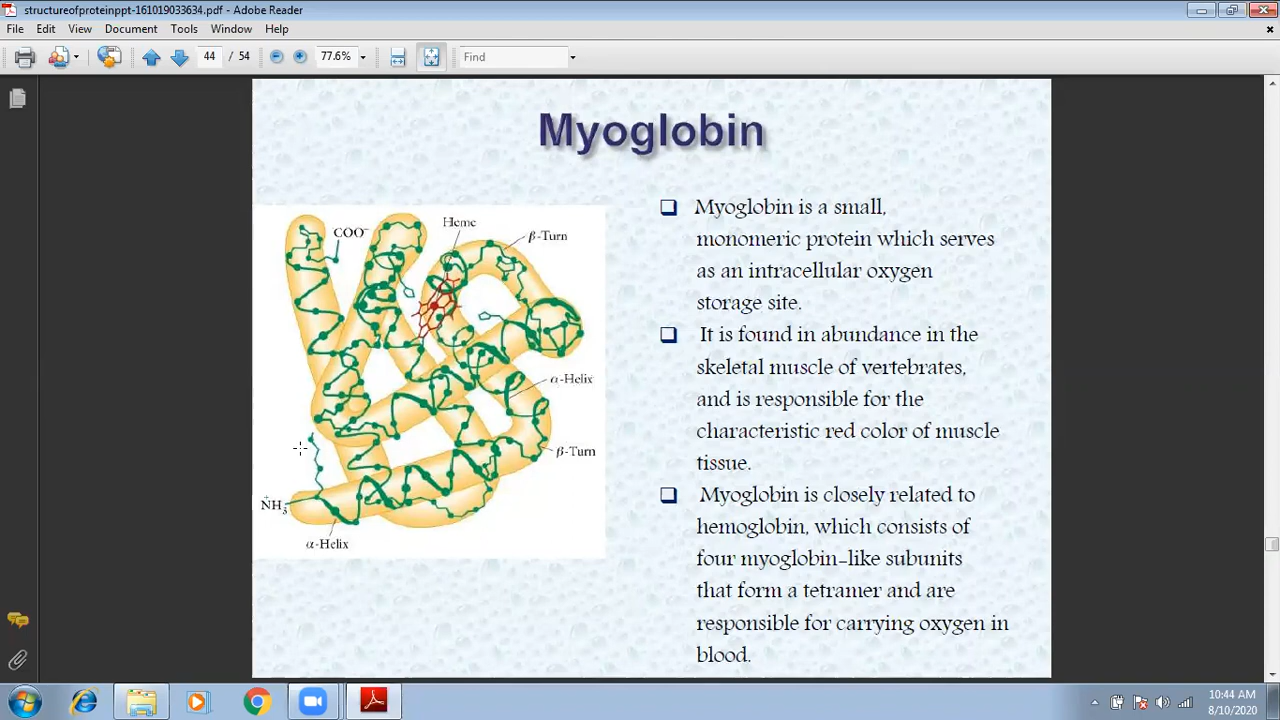 structureofproteinppt-161019033634.pdf - Adobe Reader
File Edit View Document Tools Window Help
44 / 54 77.6% Find
Myoglobin
Heme
COO⁻
β-Turn
α-Helix
β-Turn
NH₃⁺
α-Helix
❑ Myoglobin is a small,
monomeric protein which serves
as an intracellular oxygen
storage site.
❑ It is found in abundance in the
skeletal muscle of vertebrates,
and is responsible for the
characteristic red color of muscle
tissue.
❑ Myoglobin is closely related to
hemoglobin, which consists of
four myoglobin-like subunits
that form a tetramer and are
responsible for carrying oxygen in
blood.
10:44 AM
8/10/2020